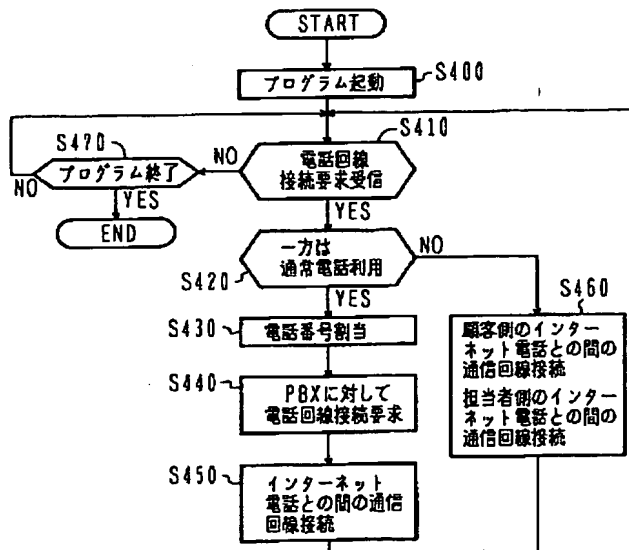 START
プログラム起動
S400
S410
電話回線
接続要求受信
NO
YES
S470
プログラム終了
NO
YES
END
一方は
通常電話利用
S420
NO
YES
S430
電話番号割当
S440
PBXに対して
電話回線接続要求
S450
インターネット
電話との間の通信
回線接続
S460
顧客側のインター
ネット電話との間の
通信回線接続
担当者側のインター
ネット電話との間の
通信回線接続